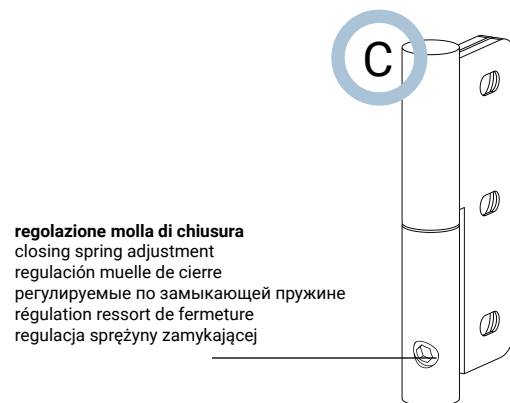 C
regolazione molla di chiusura
closing spring adjustment
regulación muelle de cierre
регулируемые по замыкающей пружине
régulation ressort de fermeture
regulacja sprężyny zamykającej